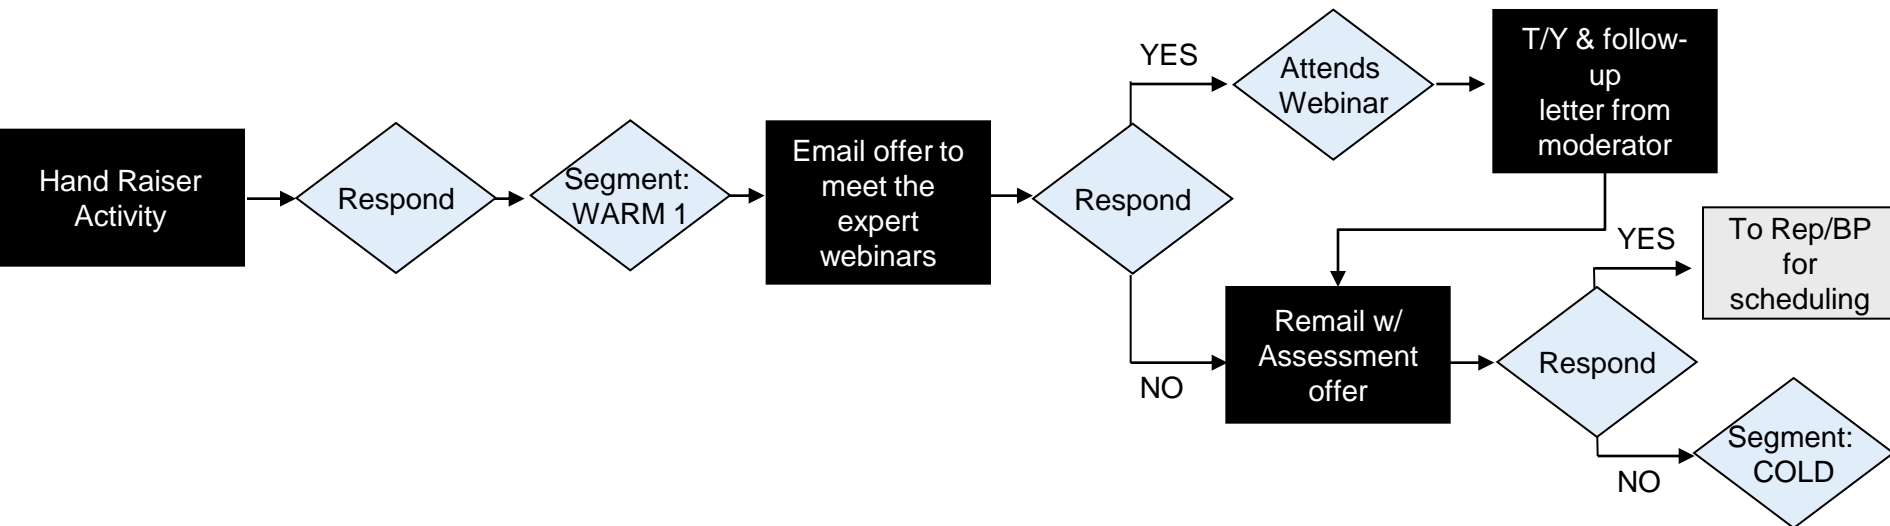 Hand Raiser
Activity
Respond
Segment:
WARM 1
Email offer to
meet the
expert
webinars
Respond
YES
Attends
Webinar
T/Y & follow-
up
letter from
moderator
NO
Remail w/
Assessment
offer
Respond
YES
To Rep/BP
for
scheduling
NO
Segment:
COLD